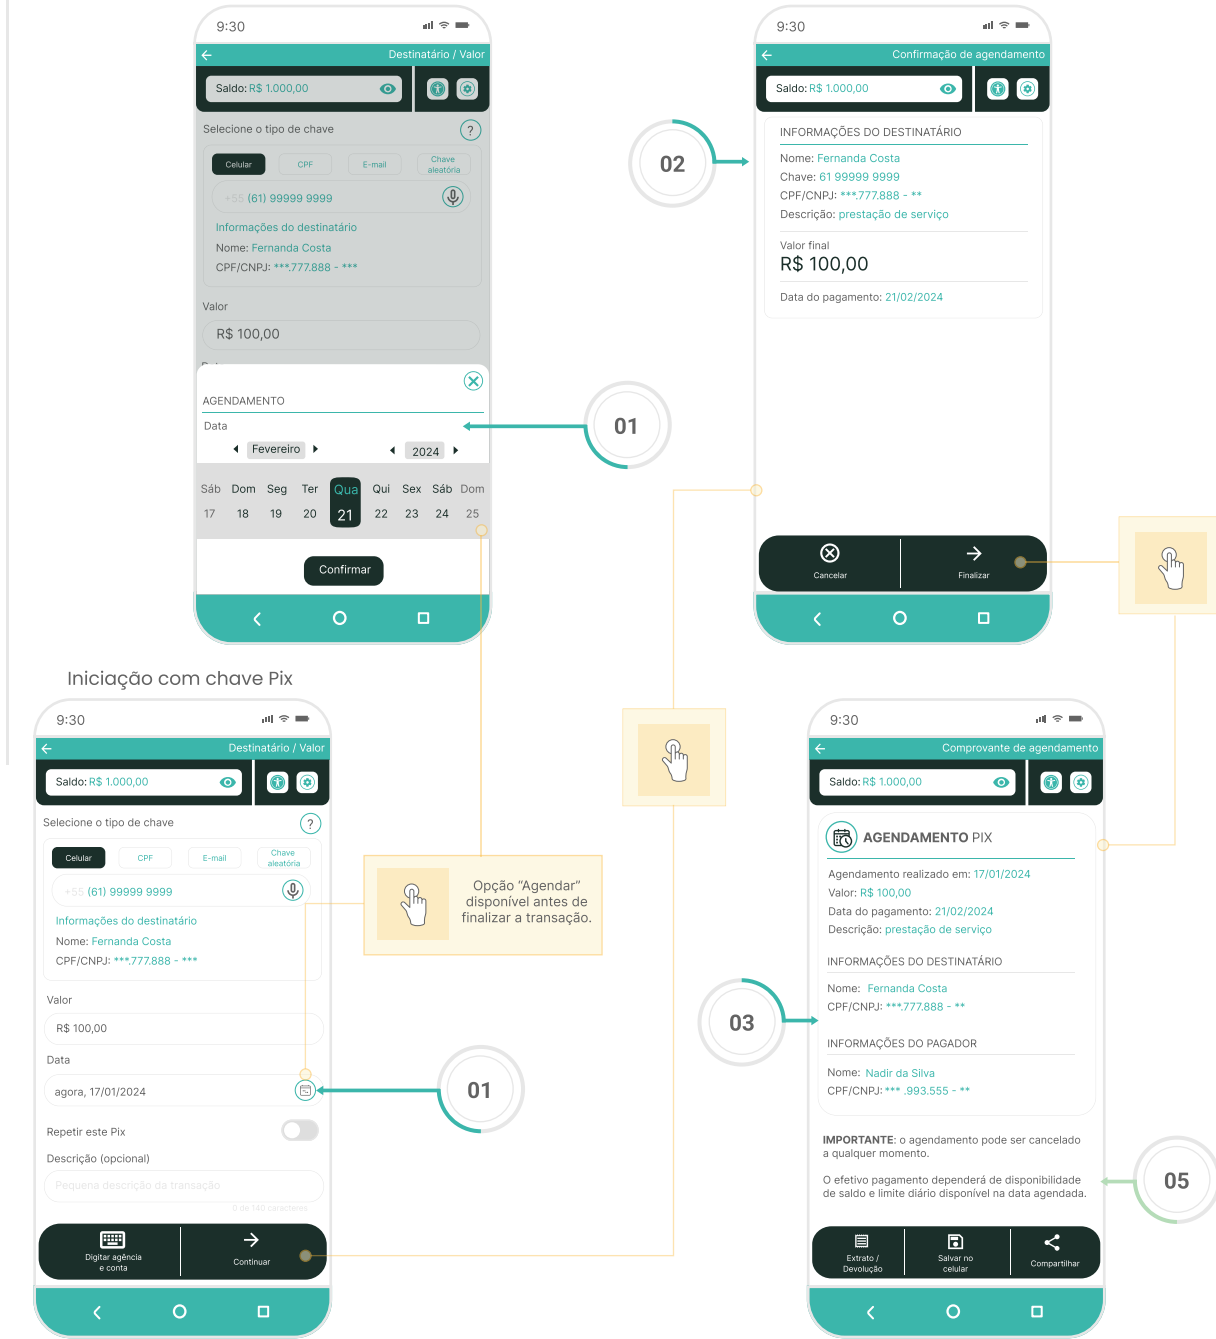 9:30
Destinatário / Valor
Saldo: R$ 1.000,00
Selecione o tipo de chave
?
Celular
CPF
E-mail
Chave
aleatória
+55 (61) 99999 9999
Informações do destinatário
Nome: Fernanda Costa
CPF/CNPJ: ***.777.888 - ***
Valor
R$ 100,00
AGENDAMENTO
Data
Fevereiro
2024
Sáb Dom Seg Ter Qua Qui Sex Sáb Dom
17 18 19 20 21 22 23 24 25
Confirmar
01
9:30
Confirmação de agendamento
Saldo: R$ 1.000,00
02
INFORMAÇÕES DO DESTINATÁRIO
Nome: Fernanda Costa
Chave: 61 99999 9999
CPF/CNPJ: ***.777.888 - **
Descrição: prestação de serviço
Valor final
R$ 100,00
Data do pagamento: 21/02/2024
Cancelar
Finalizar
Iniciação com chave Pix
9:30
Destinatário / Valor
Saldo: R$ 1.000,00
Selecione o tipo de chave
?
Celular
CPF
E-mail
Chave
aleatória
+55 (61) 99999 9999
Informações do destinatário
Nome: Fernanda Costa
CPF/CNPJ: ***.777.888 - ***
Valor
R$ 100,00
Data
agora, 17/01/2024
01
Repetir este Pix
Descrição (opcional)
Pequena descrição da transação
0 de 140 caracteres
Digitar agência
e conta
Continuar
Opção “Agendar”
disponível antes de
finalizar a transação.
9:30
Comprovante de agendamento
Saldo: R$ 1.000,00
AGENDAMENTO PIX
Agendamento realizado em: 17/01/2024
Valor: R$ 100,00
Data do pagamento: 21/02/2024
Descrição: prestação de serviço
INFORMAÇÕES DO DESTINATÁRIO
Nome: Fernanda Costa
CPF/CNPJ: ***.777.888 - **
03
INFORMAÇÕES DO PAGADOR
Nome: Nadir da Silva
CPF/CNPJ: *** .993.555 - **
IMPORTANTE: o agendamento pode ser cancelado
a qualquer momento.
O efetivo pagamento dependerá de disponibilidade
de saldo e limite diário disponível na data agendada.
05
Extrato /
Devolução
Salvar no
celular
Compartilhar